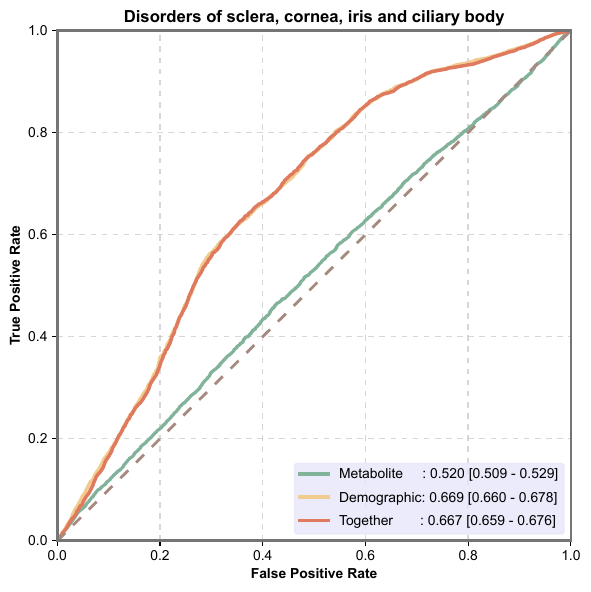 Disorders of sclera, cornea, iris and ciliary body
1.0
0.8
0.6
0.4
0.2
0.0
True Positive Rate
Metabolite : 0.520 [0.509 - 0.529]
Demographic: 0.669 [0.660 - 0.678]
Together : 0.667 [0.659 - 0.676]
0.0 0.2 0.4 0.6 0.8 1.0
False Positive Rate